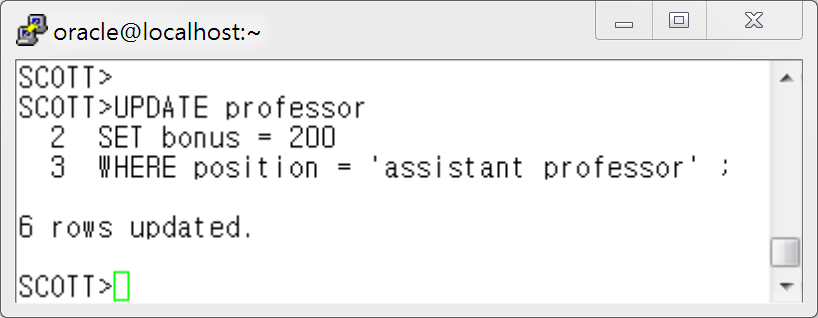 oracle@localhost:~
SCOTT>
SCOTT>UPDATE professor
  2  SET bonus = 200
  3  WHERE position = 'assistant professor' ;
6 rows updated.
SCOTT>